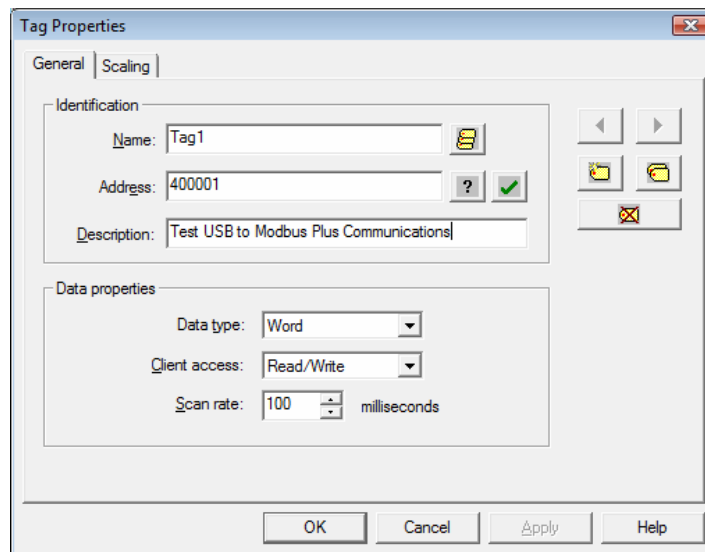 Tag Properties
General Scaling
Identification
Name: Tag1
Address: 400001 ?
Description: Test USB to Modbus Plus Communications
Data properties
Data type: Word
Client access: Read/Write
Scan rate: 100 milliseconds
OK Cancel Apply Help